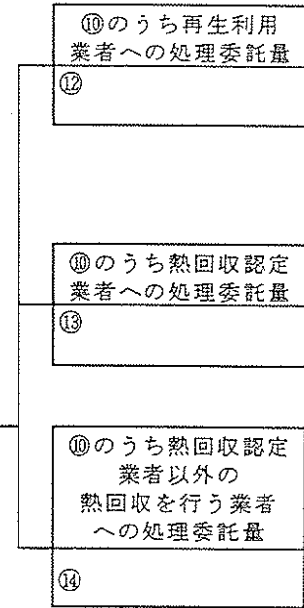 ⑩のうち再生利用
業者への処理委託量
⑫
⑩のうち熱回収認定
業者への処理委託量
⑬
⑩のうち熱回収認定
業者以外の
熱回収を行う業者
への処理委託量
⑭